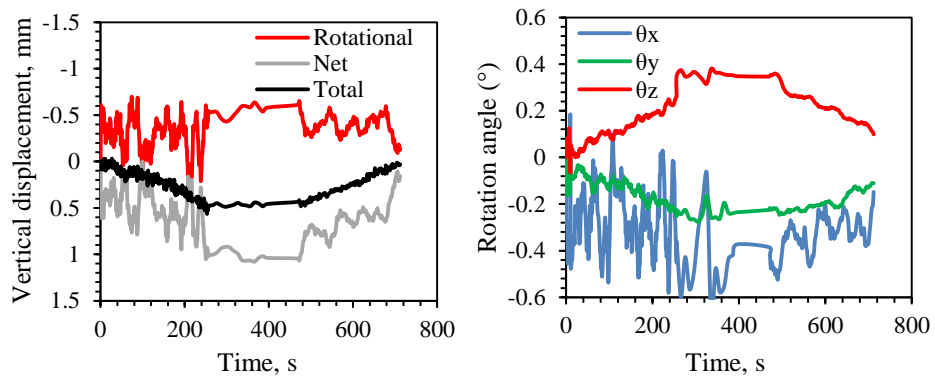 Vertical displacement, mm
-1.5
-1
-0.5
0
0.5
1
1.5
Rotational
Net
Total
0 200 400 600 800
Time, s
Rotation angle (°)
0.6
0.4
0.2
0
-0.2
-0.4
-0.6
θx
θy
θz
0 200 400 600 800
Time, s